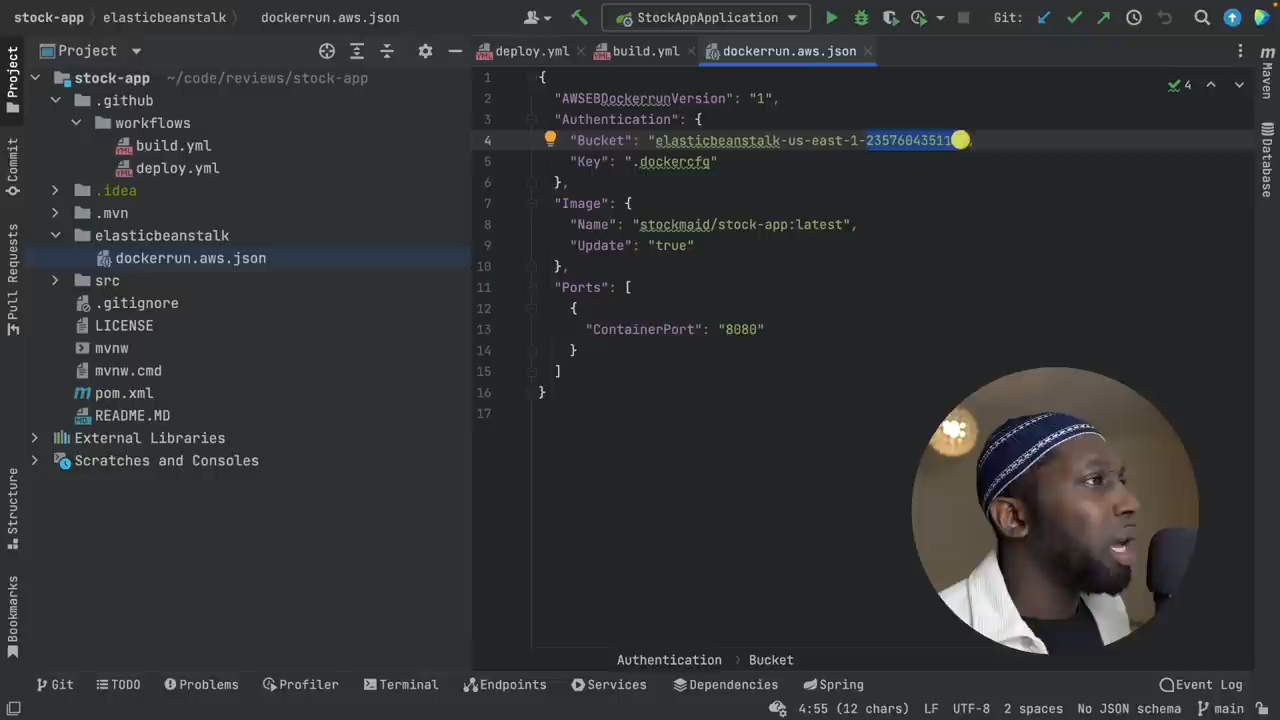 stock-app
elasticbeanstalk
dockerrun.aws.json
StockAppApplication
Git:
Project
Project
deploy.yml
build.yml
dockerrun.aws.json
Maven
Database
Commit
Pull Requests
Structure
Bookmarks
stock-app ~/code/reviews/stock-app
.github
workflows
build.yml
deploy.yml
.idea
.mvn
elasticbeanstalk
dockerrun.aws.json
src
.gitignore
LICENSE
mvnw
mvnw.cmd
pom.xml
README.MD
External Libraries
Scratches and Consoles
4
1 {
2 "AWSEBDockerrunVersion": "1",
3 "Authentication": {
4 "Bucket": "elasticbeanstalk-us-east-1-23576043511
5 "Key": ".dockercfg"
6 },
7 "Image": {
8 "Name": "stockmaid/stock-app:latest",
9 "Update": "true"
10 },
11 "Ports": [
12 {
13 "ContainerPort": "8080"
14 }
15 ]
16 }
17
Authentication › Bucket
Git TODO Problems Profiler Terminal Endpoints Services Dependencies Spring Event Log
4:55 (12 chars) LF UTF-8 2 spaces No JSON schema main